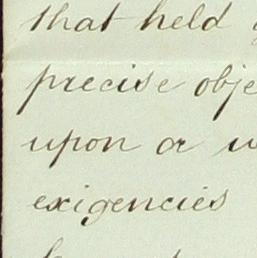 that held
precise obje
upon or w
exigencies